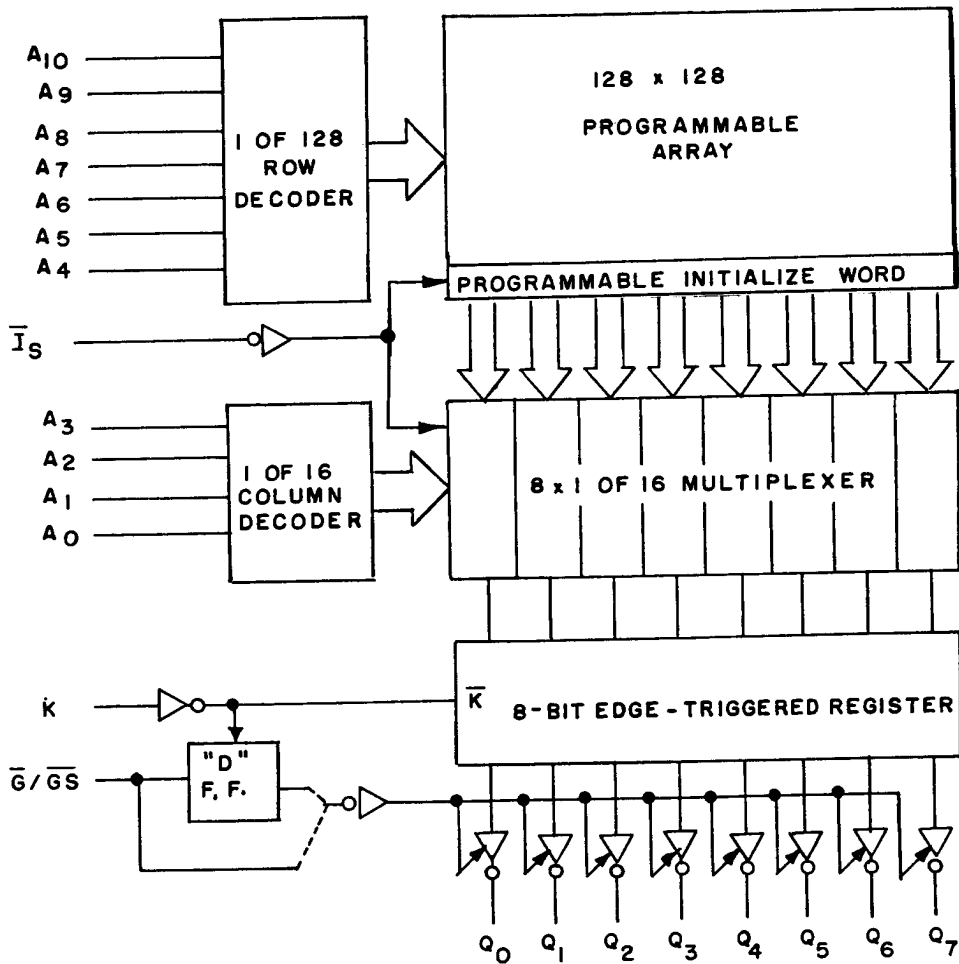 A10
A9
A8
A7
A6
A5
A4
1 OF 128
ROW
DECODER
128 x 128
PROGRAMMABLE
ARRAY
PROGRAMMABLE INITIALIZE WORD
I̅S
A3
A2
A1
A0
1 OF 16
COLUMN
DECODER
8 x 1 OF 16 MULTIPLEXER
K
K̅
8-BIT EDGE-TRIGGERED REGISTER
G̅/G̅S̅
"D"
F. F.
Q0 Q1 Q2 Q3 Q4 Q5 Q6 Q7